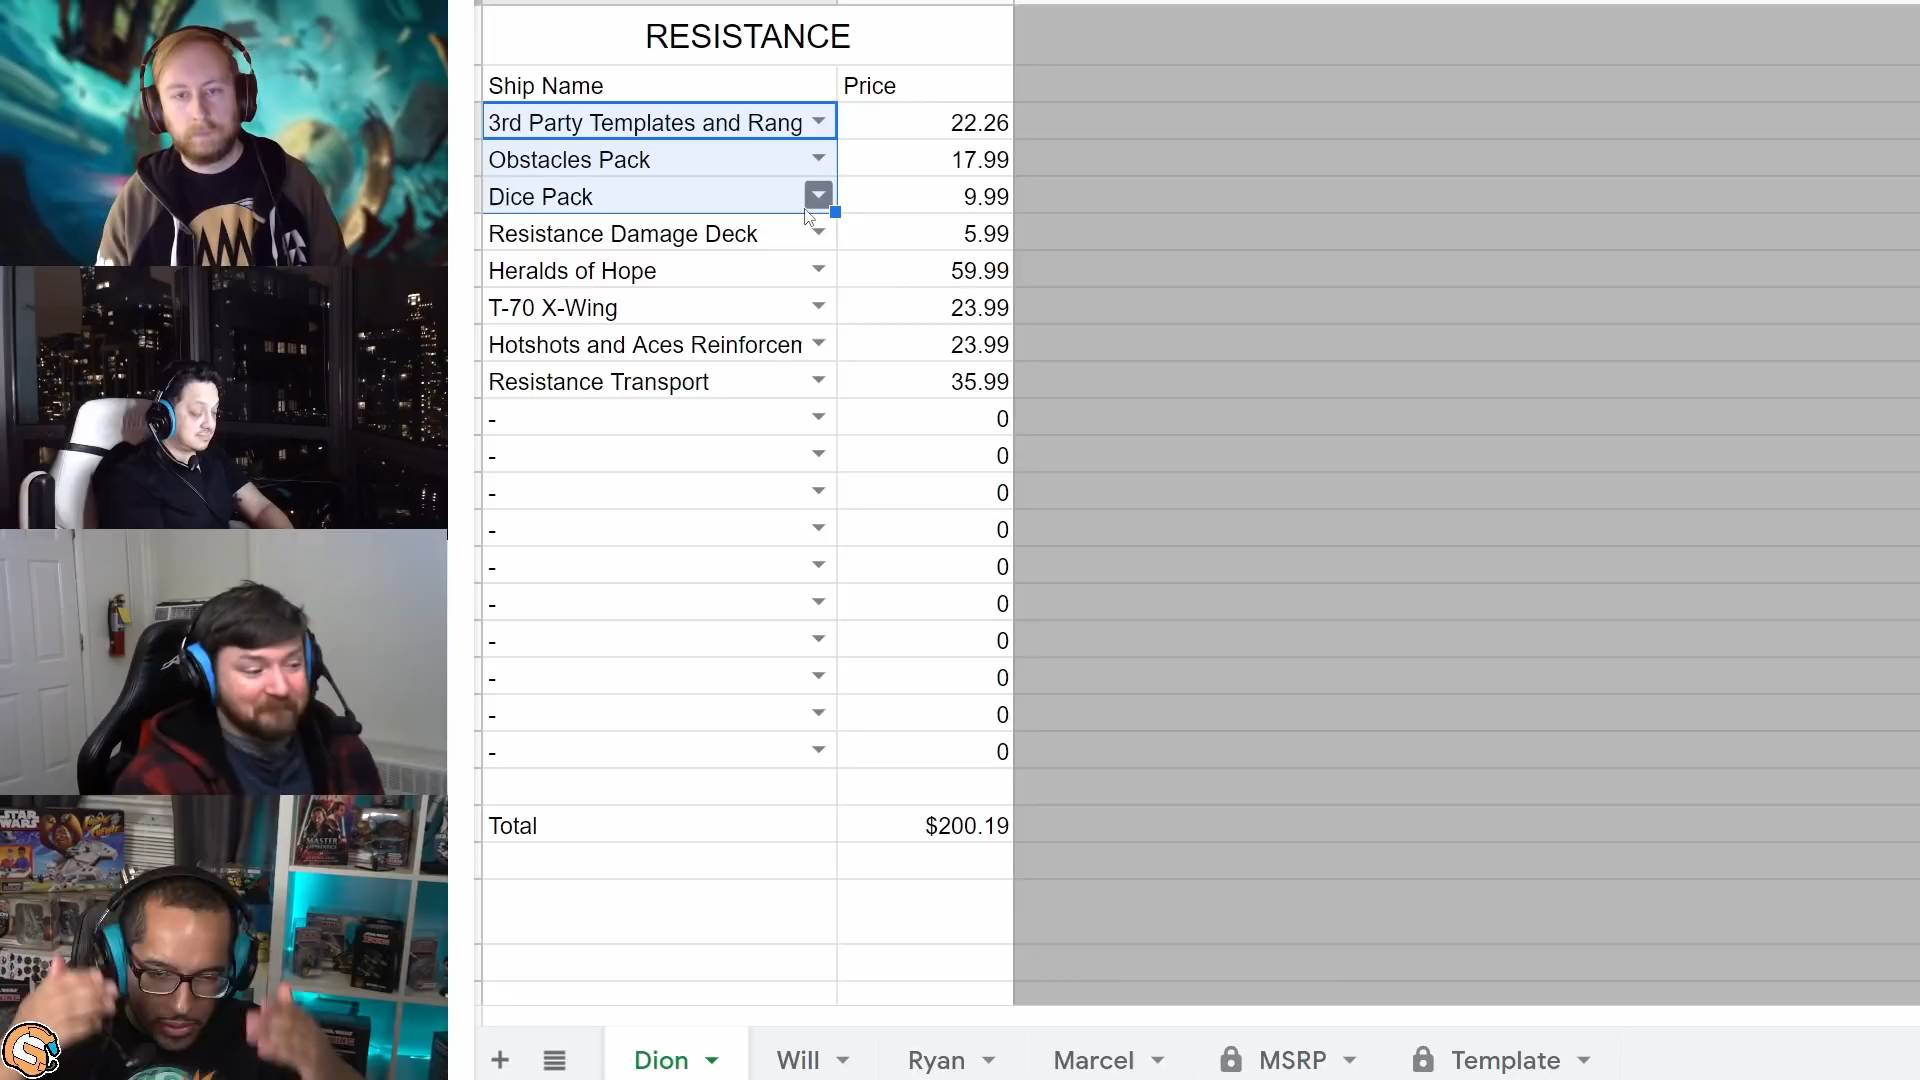 RESISTANCE
Ship Name Price
3rd Party Templates and Rang 22.26
Obstacles Pack 17.99
Dice Pack 9.99
Resistance Damage Deck 5.99
Heralds of Hope 59.99
T-70 X-Wing 23.99
Hotshots and Aces Reinforcen 23.99
Resistance Transport 35.99
- 0
- 0
- 0
- 0
- 0
- 0
- 0
- 0
- 0
- 0
Total $200.19
STAR WARS
MASTER
+ Dion Will Ryan Marcel MSRP Template